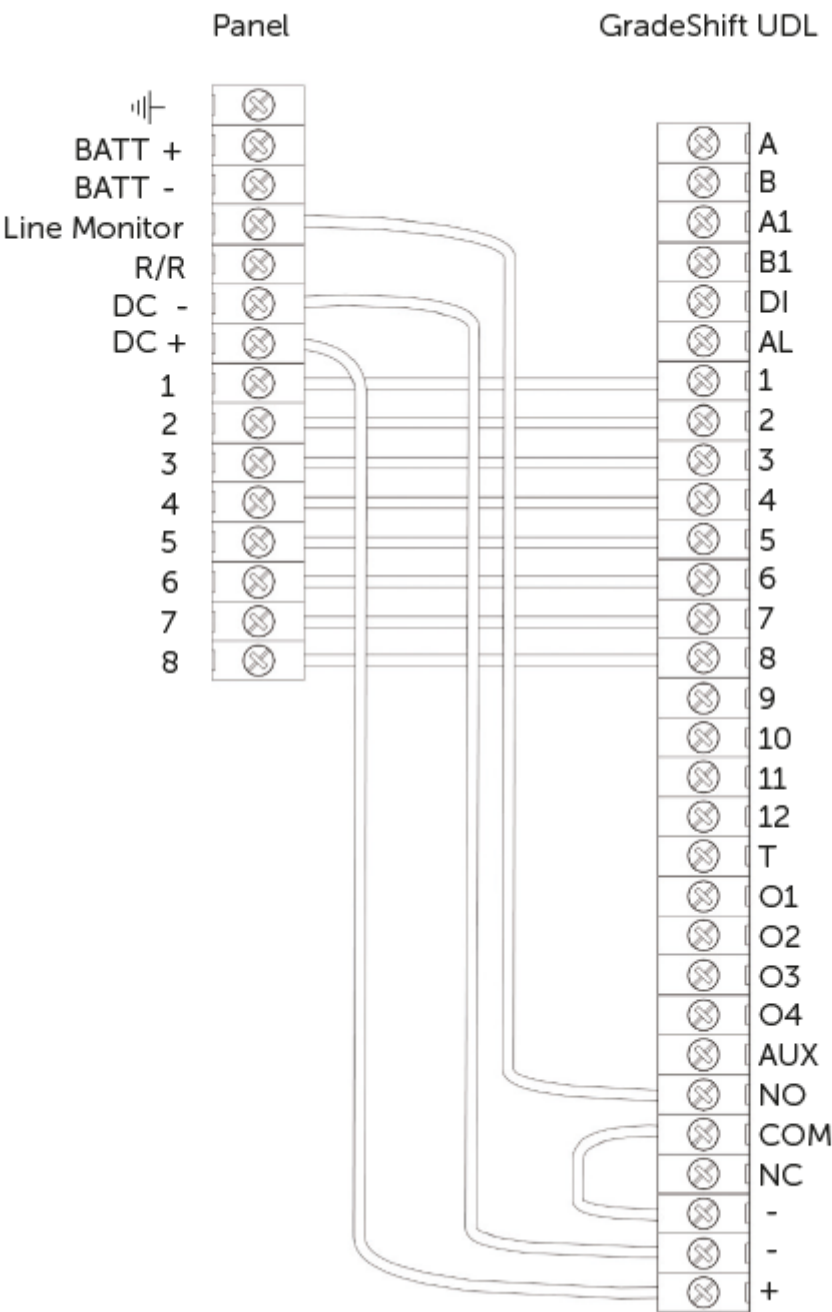 Panel
GradeShift UDL
BATT +
BATT -
Line Monitor
R/R
DC -
DC +
1
2
3
4
5
6
7
8
A
B
A1
B1
DI
AL
1
2
3
4
5
6
7
8
9
10
11
12
T
O1
O2
O3
O4
AUX
NO
COM
NC
-
-
+